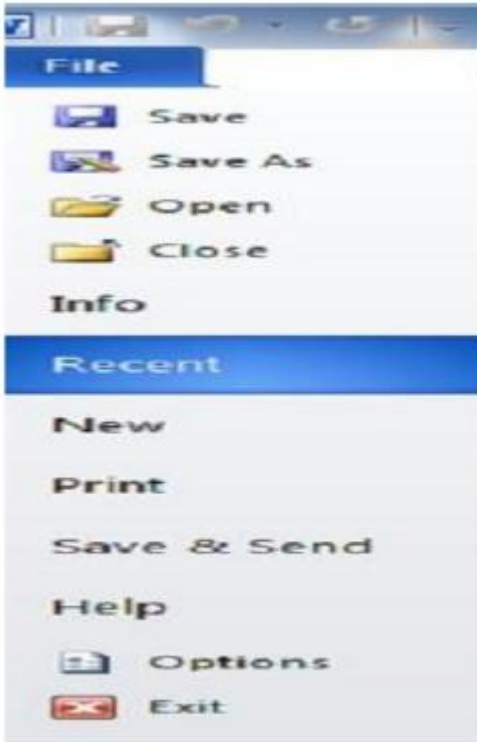 File
Save
Save As
Open
Close
Info
Recent
New
Print
Save & Send
Help
Options
Exit